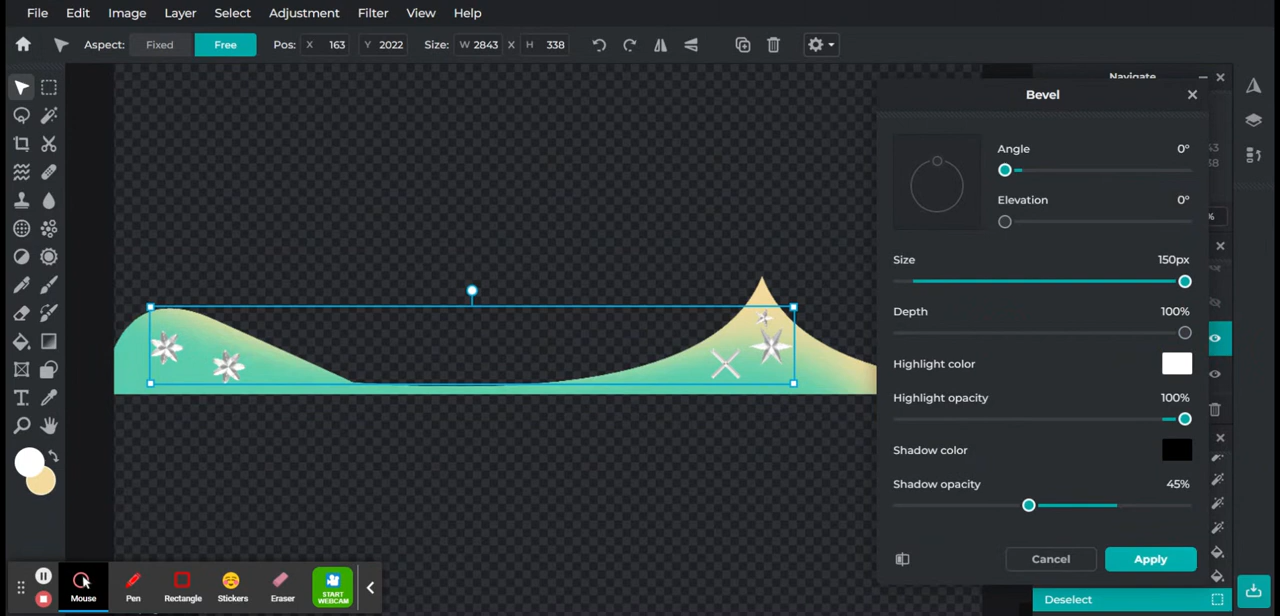 File Edit Image Layer Select Adjustment Filter View Help
Aspect: Fixed Free Pos: X 163 Y 2022 Size: W 2843 X H 338
Navigate
Bevel
Angle 0°
Elevation 0°
43
38
%
Size 150px
Depth 100%
Highlight color
Highlight opacity 100%
Shadow color
Shadow opacity 45%
Cancel Apply
Deselect
Mouse Pen Rectangle Stickers Eraser START
WEBCAM